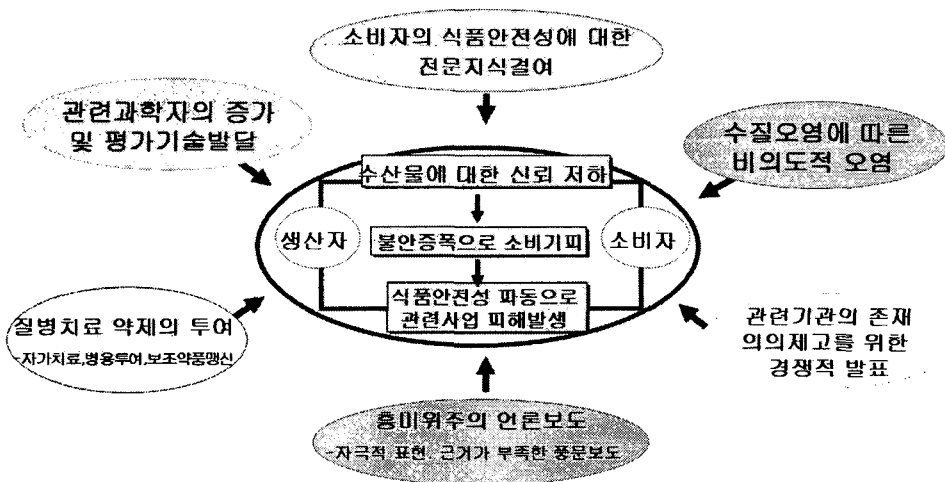 소비자의 식품안전성에 대한
전문지식결여
관련과학자의 증가
및 평가기술발달
수질오염에 따른
비의도적 오염
수산물에 대한 신뢰 저하
생산자
불안증폭으로 소비기피
소비자
식품안전성 파동으로
관련사업 피해발생
질병치료 약제의 투여
-자가치료,병용투여,보조약품맹신
관련기관의 존재
의의제고를 위한
경쟁적 발표
흥미위주의 언론보도
-자극적 표현, 근거가 부족한 풍문보도